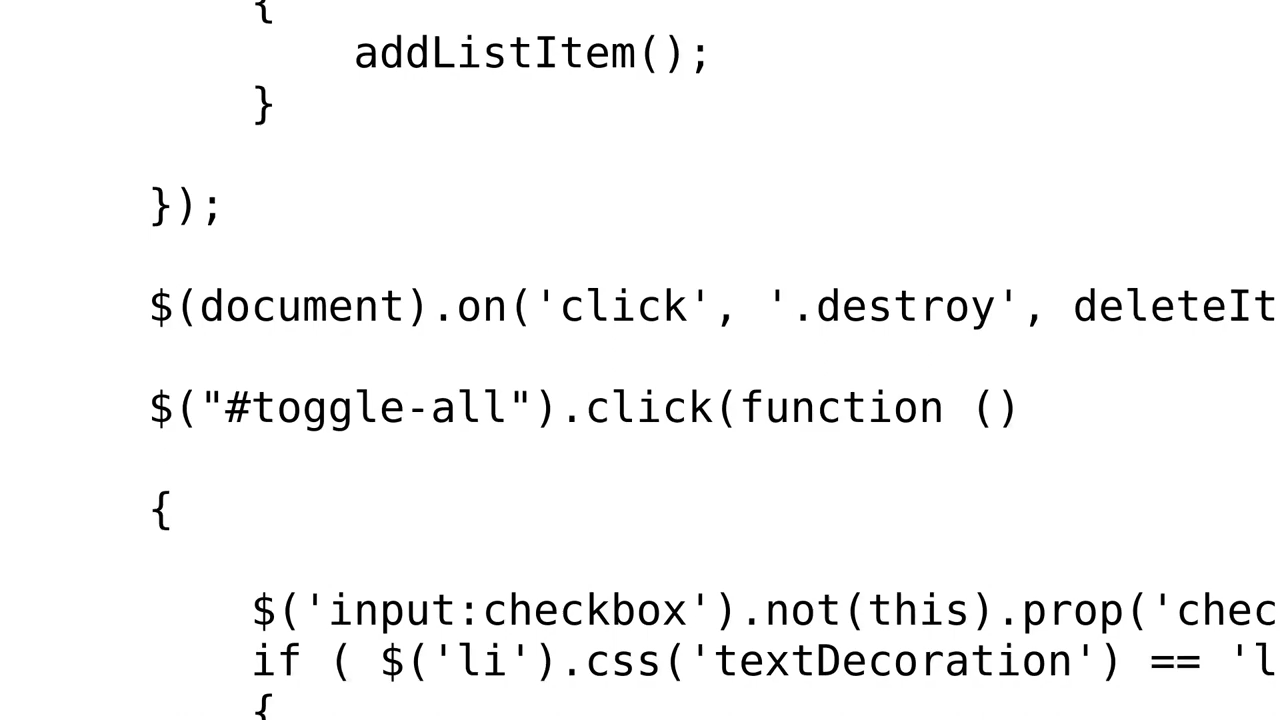 {
addListItem();
}
});
$(document).on('click', '.destroy', deleteIt
$("#toggle-all").click(function ()
{
$('input:checkbox').not(this).prop('chec
if ( $('li').css('textDecoration') == 'l
{